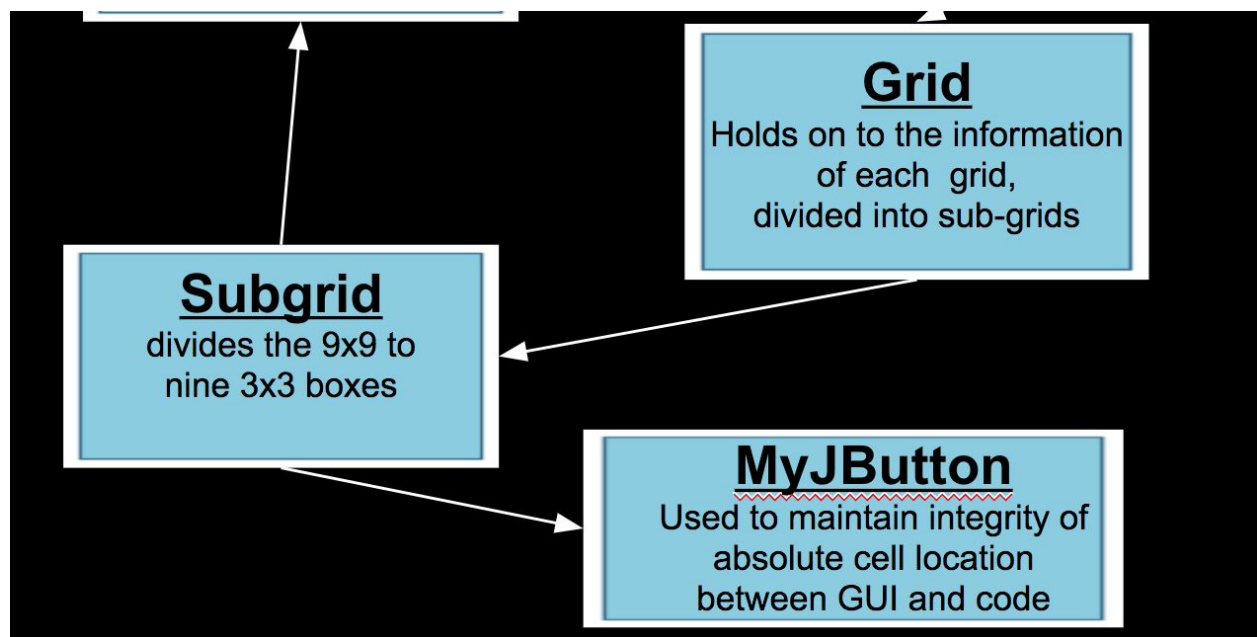 Grid
Holds on to the information
of each  grid,
divided into sub-grids
Subgrid
divides the 9x9 to
nine 3x3 boxes
MyJButton
Used to maintain integrity of
absolute cell location
between GUI and code